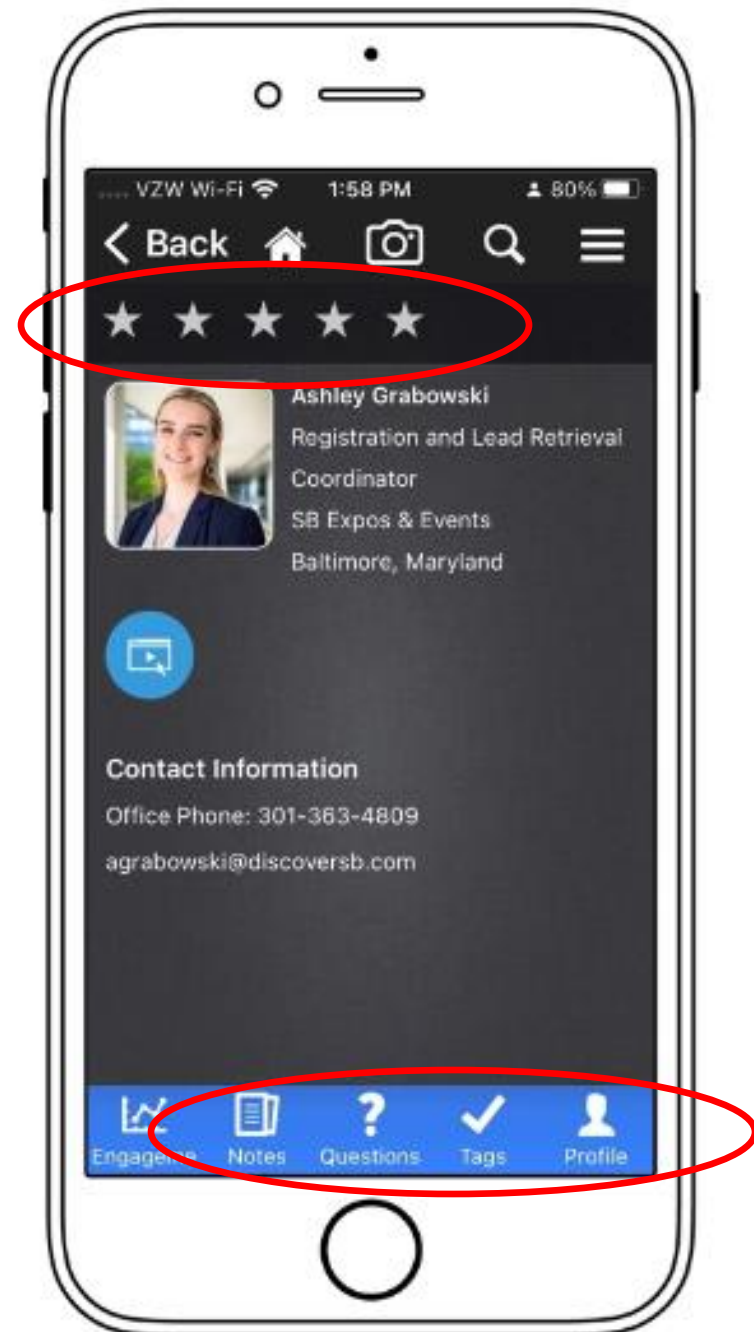 VZW Wi-Fi 1:58 PM 80%
Back
Ashley Grabowski
Registration and Lead Retrieval
Coordinator
SB Expos & Events
Baltimore, Maryland
Contact Information
Office Phone: 301-363-4809
agrabowski@discoversb.com
Engageme Notes Questions Tags Profile